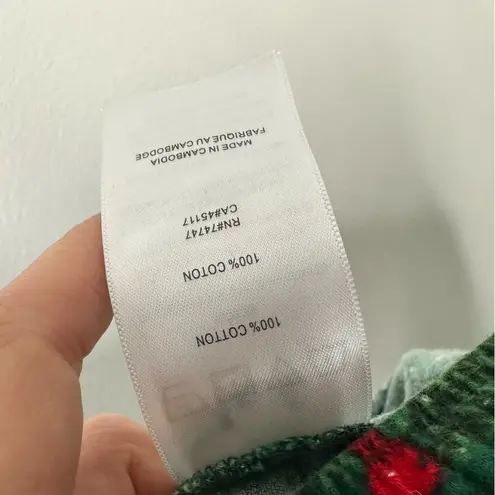 100% COTTON
100% COTON
RN#74747
CA#45117
MADE IN CAMBODIA
FABRIQUE AU CAMBODGE